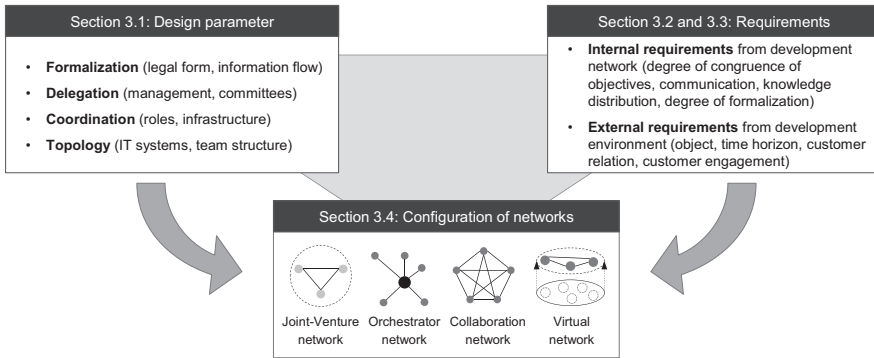 Section 3.1: Design parameter
• Formalization (legal form, information flow)
• Delegation (management, committees)
• Coordination (roles, infrastructure)
• Topology (IT systems, team structure)
Section 3.2 and 3.3: Requirements
• Internal requirements from development
network (degree of congruence of
objectives, communication, knowledge
distribution, degree of formalization)
• External requirements from development
environment (object, time horizon, customer
relation, customer engagement)
Section 3.4: Configuration of networks
Joint-Venture
network
Orchestrator
network
Collaboration
network
Virtual
network